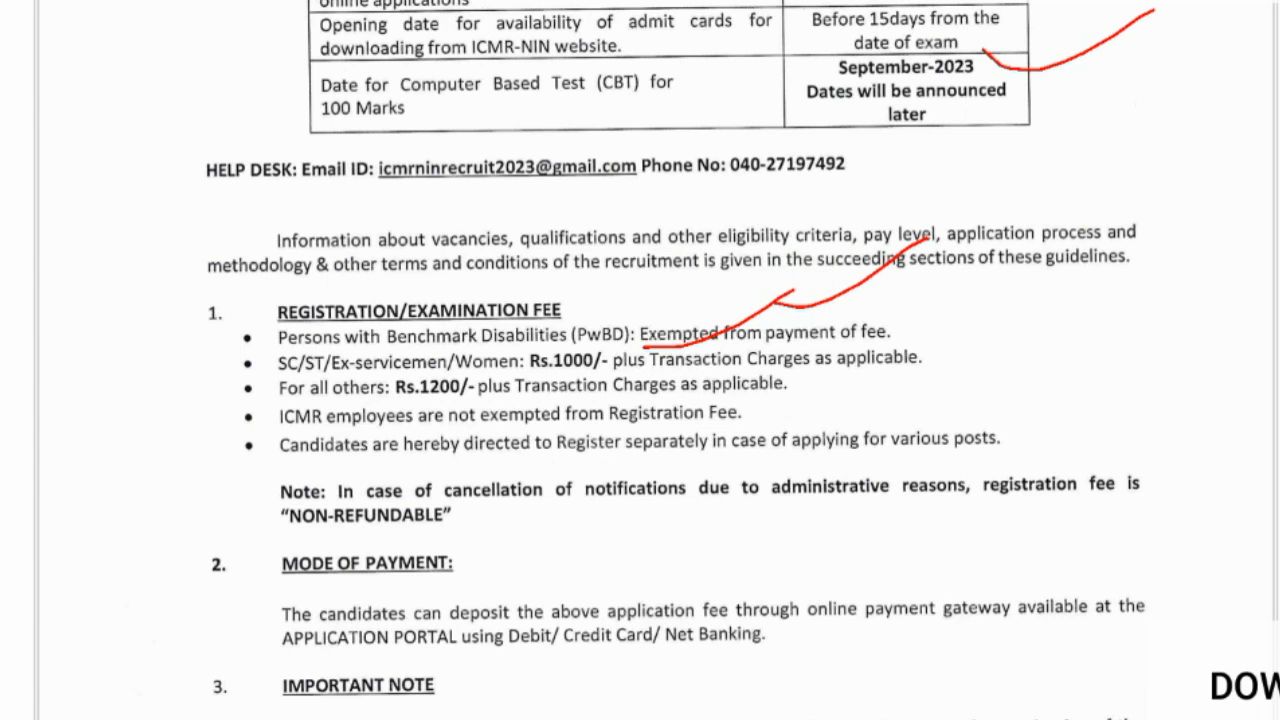 online applications
Opening date for availability of admit cards for
downloading from ICMR-NIN website.
Before 15days from the
date of exam
Date for Computer Based Test (CBT) for
100 Marks
September-2023
Dates will be announced
later
HELP DESK: Email ID: icmrninrecruit2023@gmail.com Phone No: 040-27197492
Information about vacancies, qualifications and other eligibility criteria, pay level, application process and
methodology & other terms and conditions of the recruitment is given in the succeeding sections of these guidelines.
1. REGISTRATION/EXAMINATION FEE
• Persons with Benchmark Disabilities (PwBD): Exempted from payment of fee.
• SC/ST/Ex-servicemen/Women: Rs.1000/- plus Transaction Charges as applicable.
• For all others: Rs.1200/- plus Transaction Charges as applicable.
• ICMR employees are not exempted from Registration Fee.
• Candidates are hereby directed to Register separately in case of applying for various posts.
Note: In case of cancellation of notifications due to administrative reasons, registration fee is
“NON-REFUNDABLE”
2. MODE OF PAYMENT:
The candidates can deposit the above application fee through online payment gateway available at the
APPLICATION PORTAL using Debit/ Credit Card/ Net Banking.
3. IMPORTANT NOTE
DOW